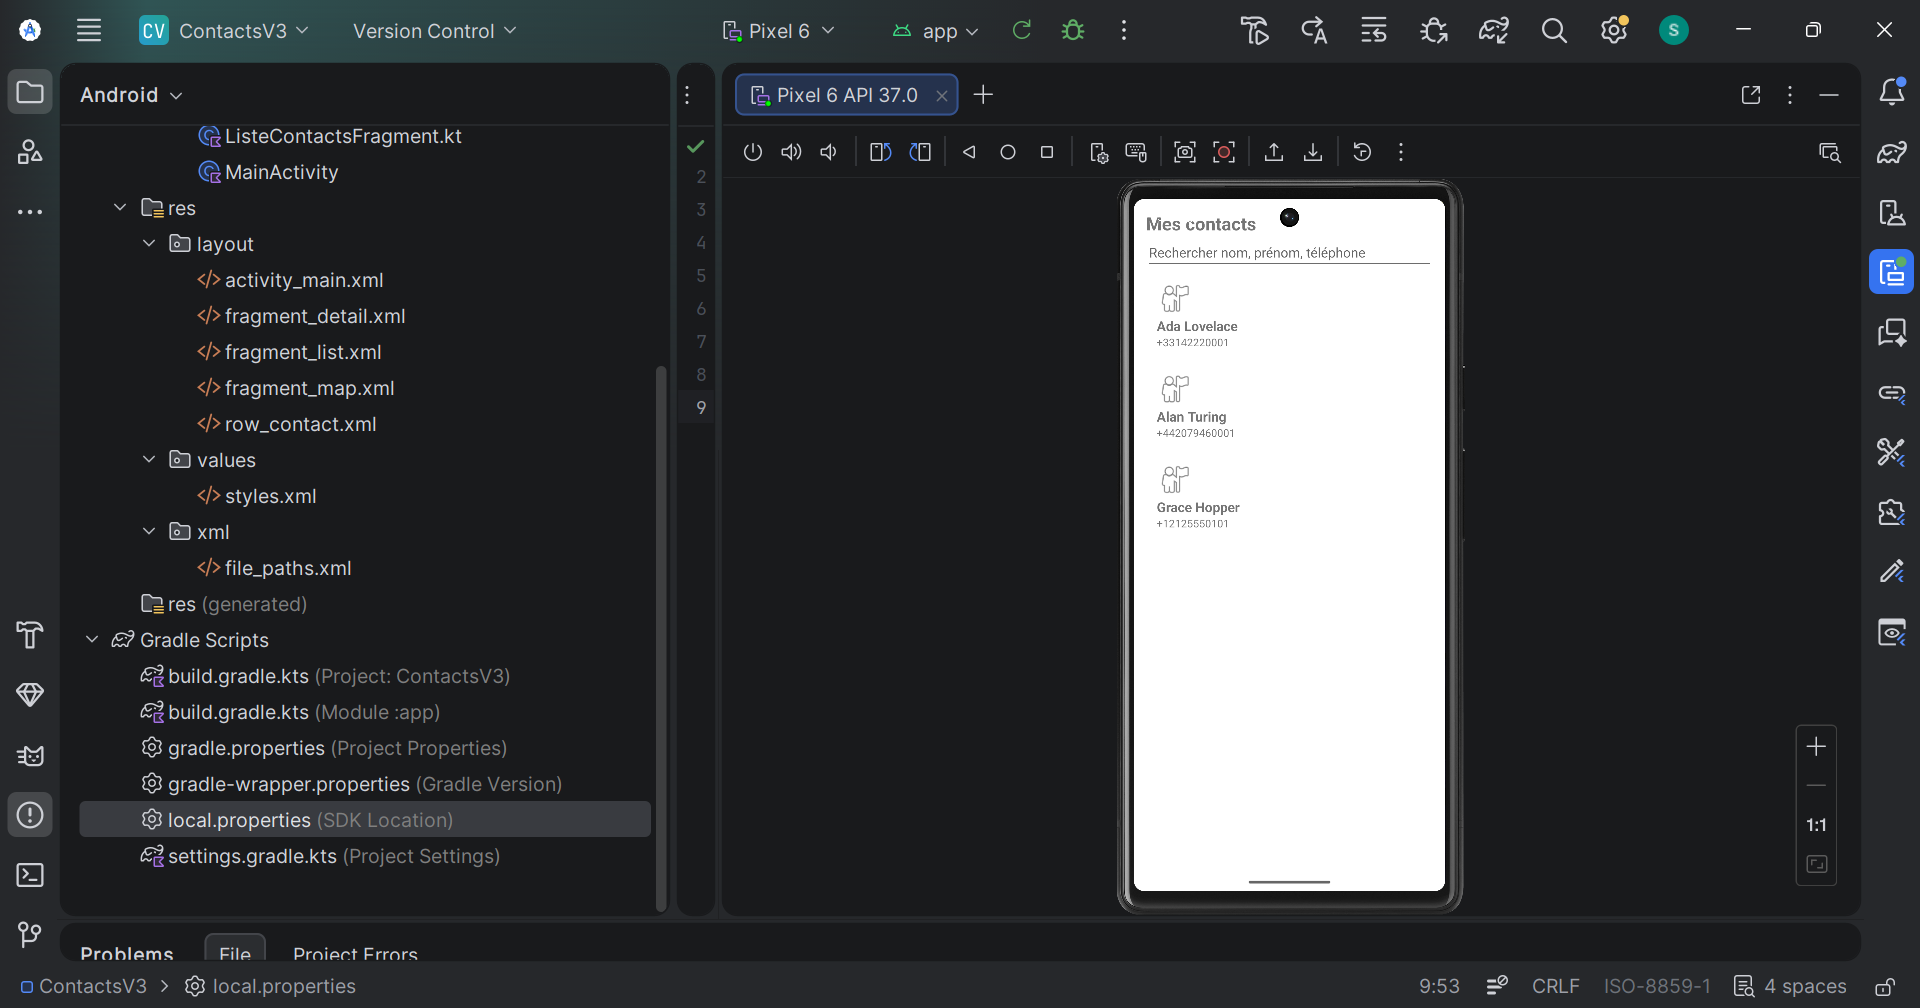 CV ContactsV3
Version Control
Pixel 6
app
S
Android
ListeContactsFragment.kt
MainActivity
res
layout
activity_main.xml
fragment_detail.xml
fragment_list.xml
fragment_map.xml
row_contact.xml
values
styles.xml
xml
file_paths.xml
res (generated)
Gradle Scripts
build.gradle.kts (Project: ContactsV3)
build.gradle.kts (Module :app)
gradle.properties (Project Properties)
gradle-wrapper.properties (Gradle Version)
local.properties (SDK Location)
settings.gradle.kts (Project Settings)
2
3
4
5
6
7
8
9
Pixel 6 API 37.0
Mes contacts
Rechercher nom, prénom, téléphone
Ada Lovelace
+33142220001
Alan Turing
+442079460001
Grace Hopper
+12125550101
1:1
Problems
File
Project Errors
ContactsV3 > local.properties
9:53
CRLF
ISO-8859-1
4 spaces